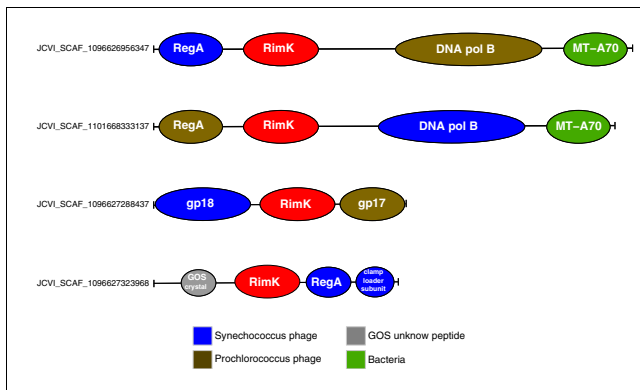 JCVI_SCAF_1096626956347 RegA RimK DNA pol B MT-A70
JCVI_SCAF_1101668333137 RegA RimK DNA pol B MT-A70
JCVI_SCAF_1096627288437 gp18 RimK gp17
JCVI_SCAF_1096627323968 GOS crystal RimK RegA clamp loader subunit
Synechococcus phage GOS unknow peptide
Prochlorococcus phage Bacteria